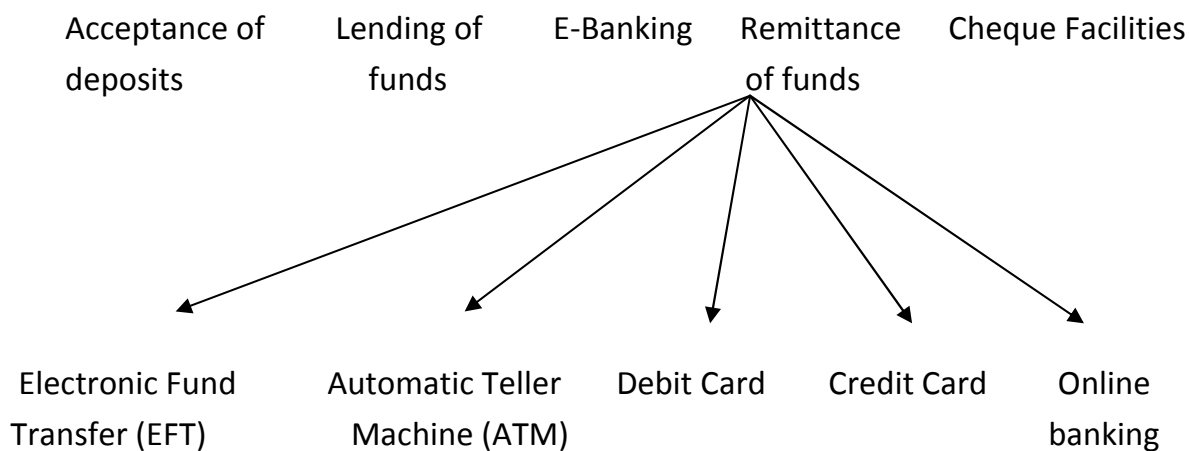 Acceptance of Lending of E-Banking Remittance Cheque Facilities
deposits funds of funds
Electronic Fund Automatic Teller Debit Card Credit Card Online
Transfer (EFT) Machine (ATM) banking